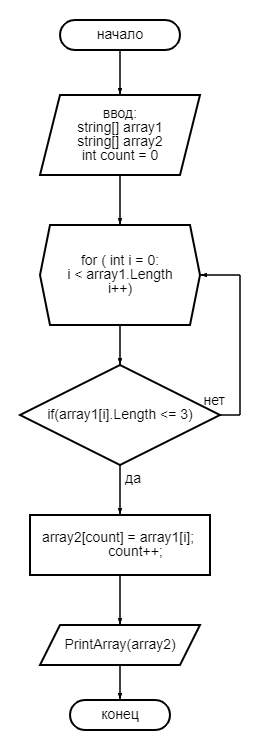 начало
ввод:
string[] array1
string[] array2
int count = 0
for ( int i = 0:
i < array1.Length
i++)
if(array1[i].Length <= 3)
нет
да
array2[count] = array1[i];
count++;
PrintArray(array2)
конец